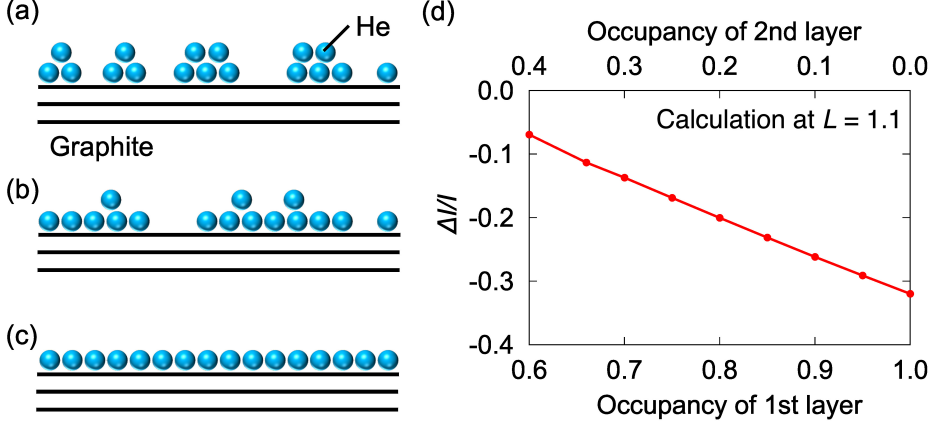 (a)
He
Graphite
(b)
(c)
(d)
Occupancy of 2nd layer
0.4 0.3 0.2 0.1 0.0
Calculation at L = 1.1
0.0
-0.1
-0.2
-0.3
-0.4
ΔI/I
0.6 0.7 0.8 0.9 1.0
Occupancy of 1st layer